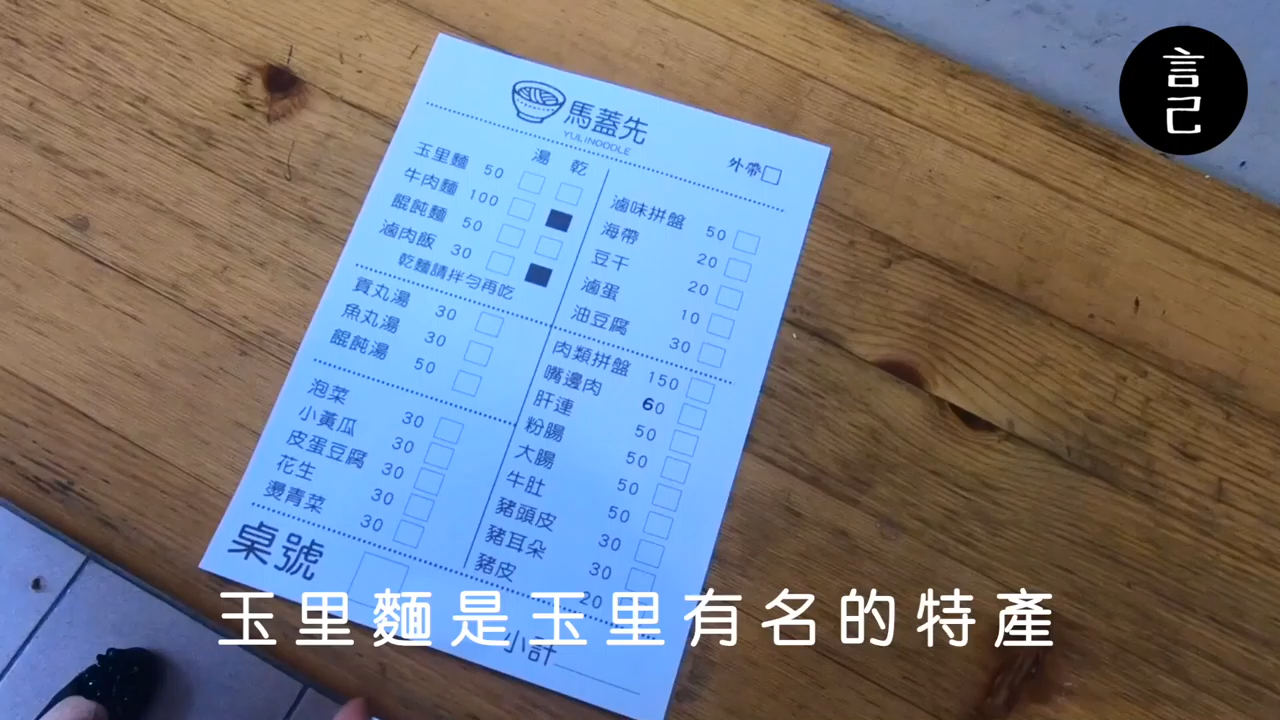 言己
馬蓋先
YULINOODLE
外帶
湯 乾
玉里麵 50
牛肉麵 100
餛飩麵 50
滷肉飯 30
乾麵請拌勻再吃
貢丸湯 30
魚丸湯 30
餛飩湯 50
泡菜 30
小黃瓜 30
皮蛋豆腐 30
花生 30
燙青菜 30
桌號
滷味拼盤 50
海帶 20
豆干 20
滷蛋 10
油豆腐 30
肉類拼盤 150
嘴邊肉 60
肝連 50
粉腸 50
大腸 50
牛肚 50
豬頭皮 30
豬耳朵 30
豬皮 20
小計
玉里麵是玉里有名的特產